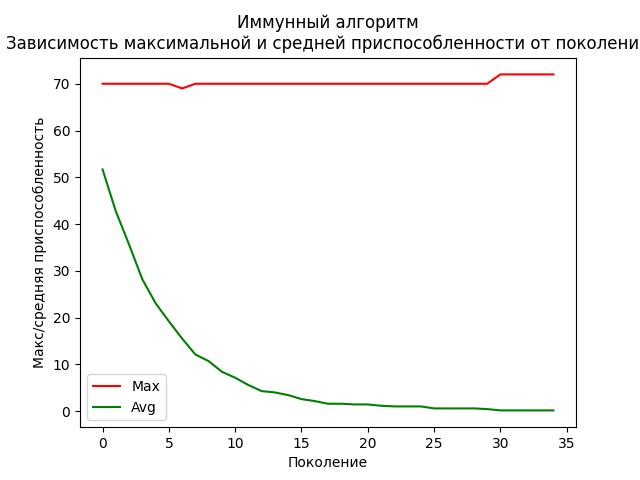 Иммунный алгоритм
Зависимость максимальной и средней приспособленности от поколени
Макс/средняя приспособленность
70
60
50
40
30
20
10
0
Max
Avg
0 5 10 15 20 25 30 35
Поколение